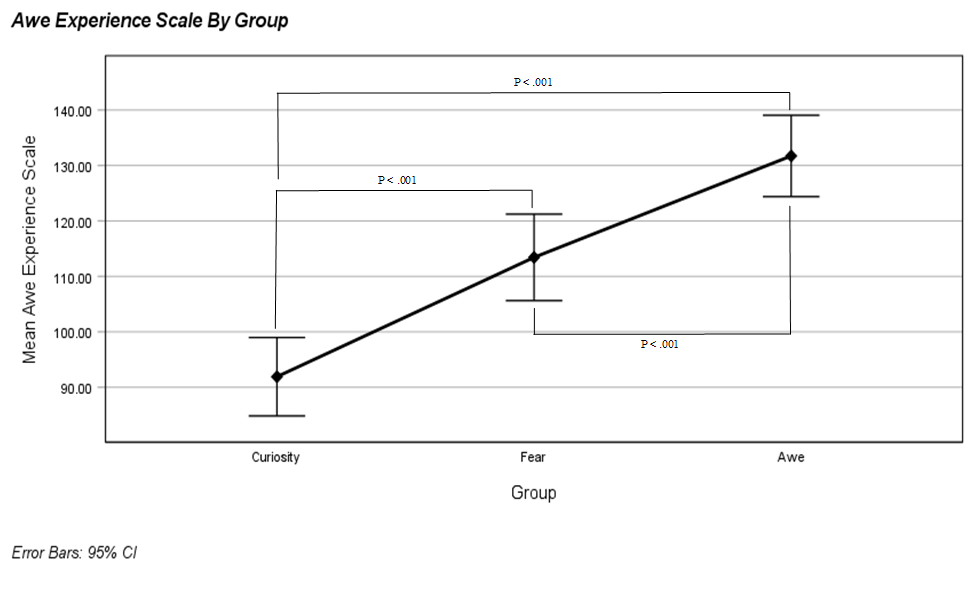 Awe Experience Scale By Group
P < .001
140.00
130.00
P < .001
120.00
110.00
100.00
P < .001
90.00
Mean Awe Experience Scale
Curiosity Fear Awe
Group
Error Bars: 95% CI